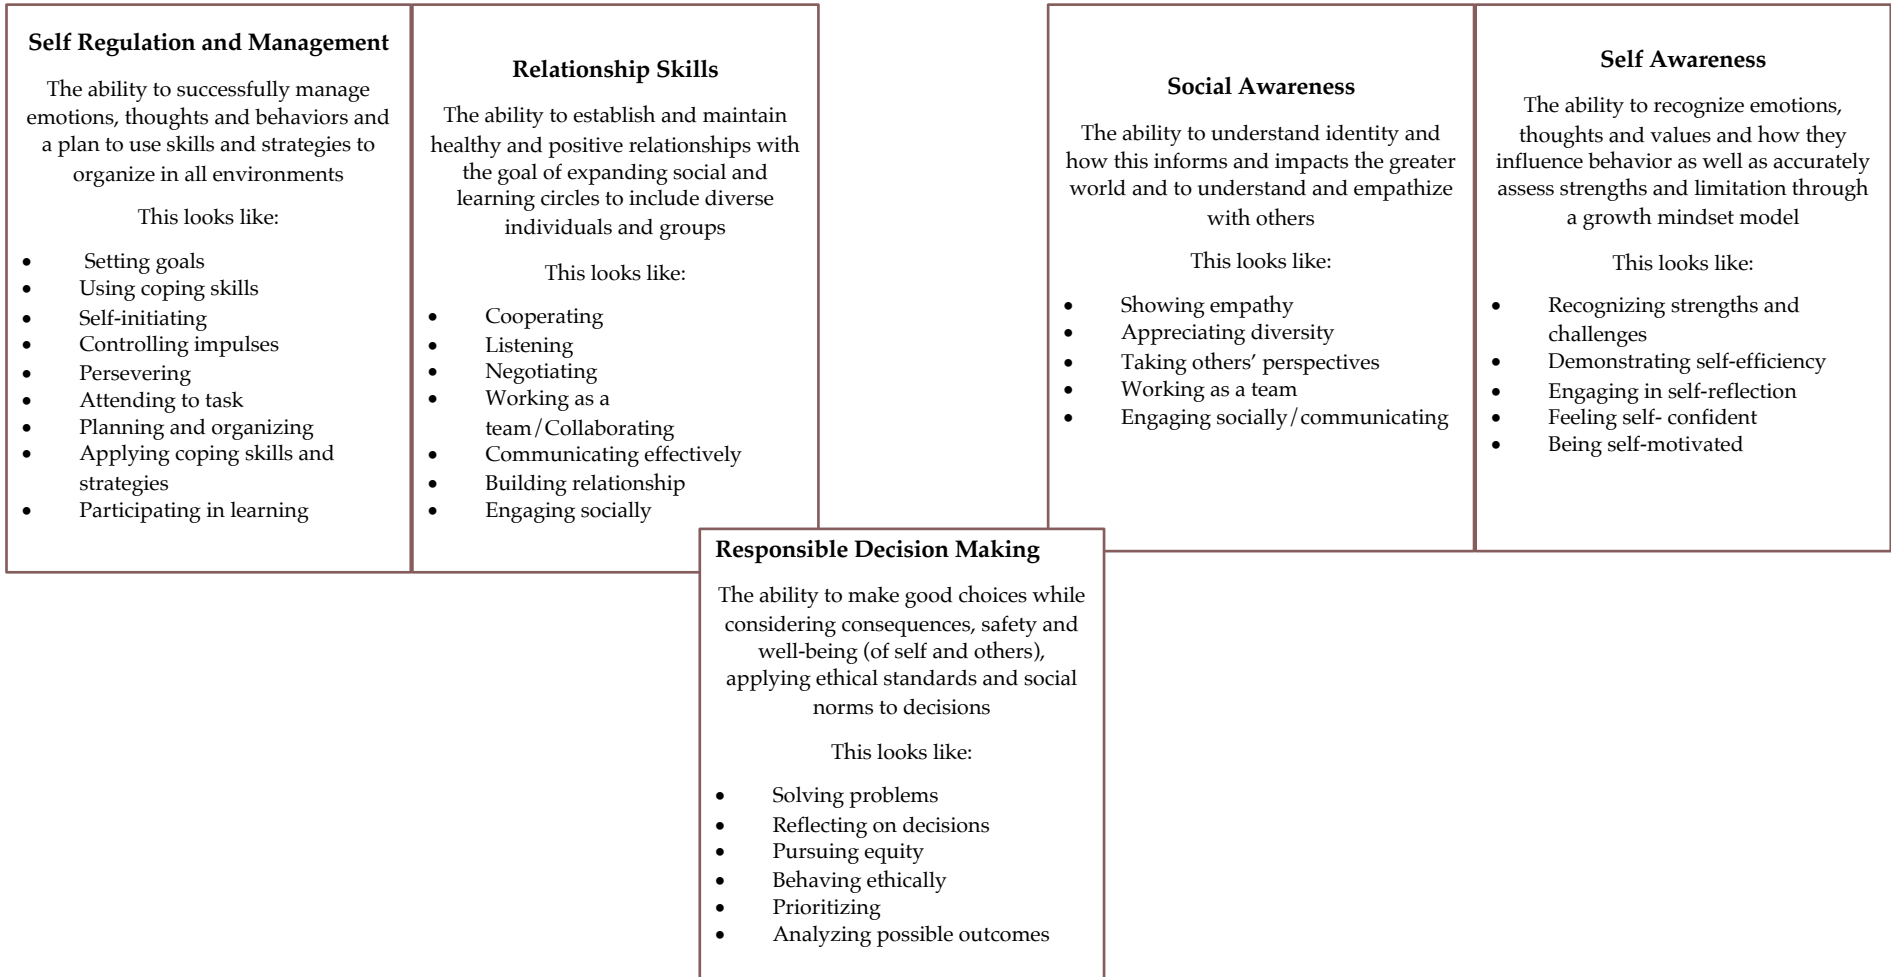 Self Regulation and Management
The ability to successfully manage
emotions, thoughts and behaviors and
a plan to use skills and strategies to
organize in all environments
This looks like:
• Setting goals
• Using coping skills
• Self-initiating
• Controlling impulses
• Persevering
• Attending to task
• Planning and organizing
• Applying coping skills and
strategies
• Participating in learning
Relationship Skills
The ability to establish and maintain
healthy and positive relationships with
the goal of expanding social and
learning circles to include diverse
individuals and groups
This looks like:
• Cooperating
• Listening
• Negotiating
• Working as a
team/Collaborating
• Communicating effectively
• Building relationship
• Engaging socially
Social Awareness
The ability to understand identity and
how this informs and impacts the greater
world and to understand and empathize
with others
This looks like:
• Showing empathy
• Appreciating diversity
• Taking others’ perspectives
• Working as a team
• Engaging socially/communicating
Self Awareness
The ability to recognize emotions,
thoughts and values and how they
influence behavior as well as accurately
assess strengths and limitation through
a growth mindset model
This looks like:
• Recognizing strengths and
challenges
• Demonstrating self-efficiency
• Engaging in self-reflection
• Feeling self- confident
• Being self-motivated
Responsible Decision Making
The ability to make good choices while
considering consequences, safety and
well-being (of self and others),
applying ethical standards and social
norms to decisions
This looks like:
• Solving problems
• Reflecting on decisions
• Pursuing equity
• Behaving ethically
• Prioritizing
• Analyzing possible outcomes